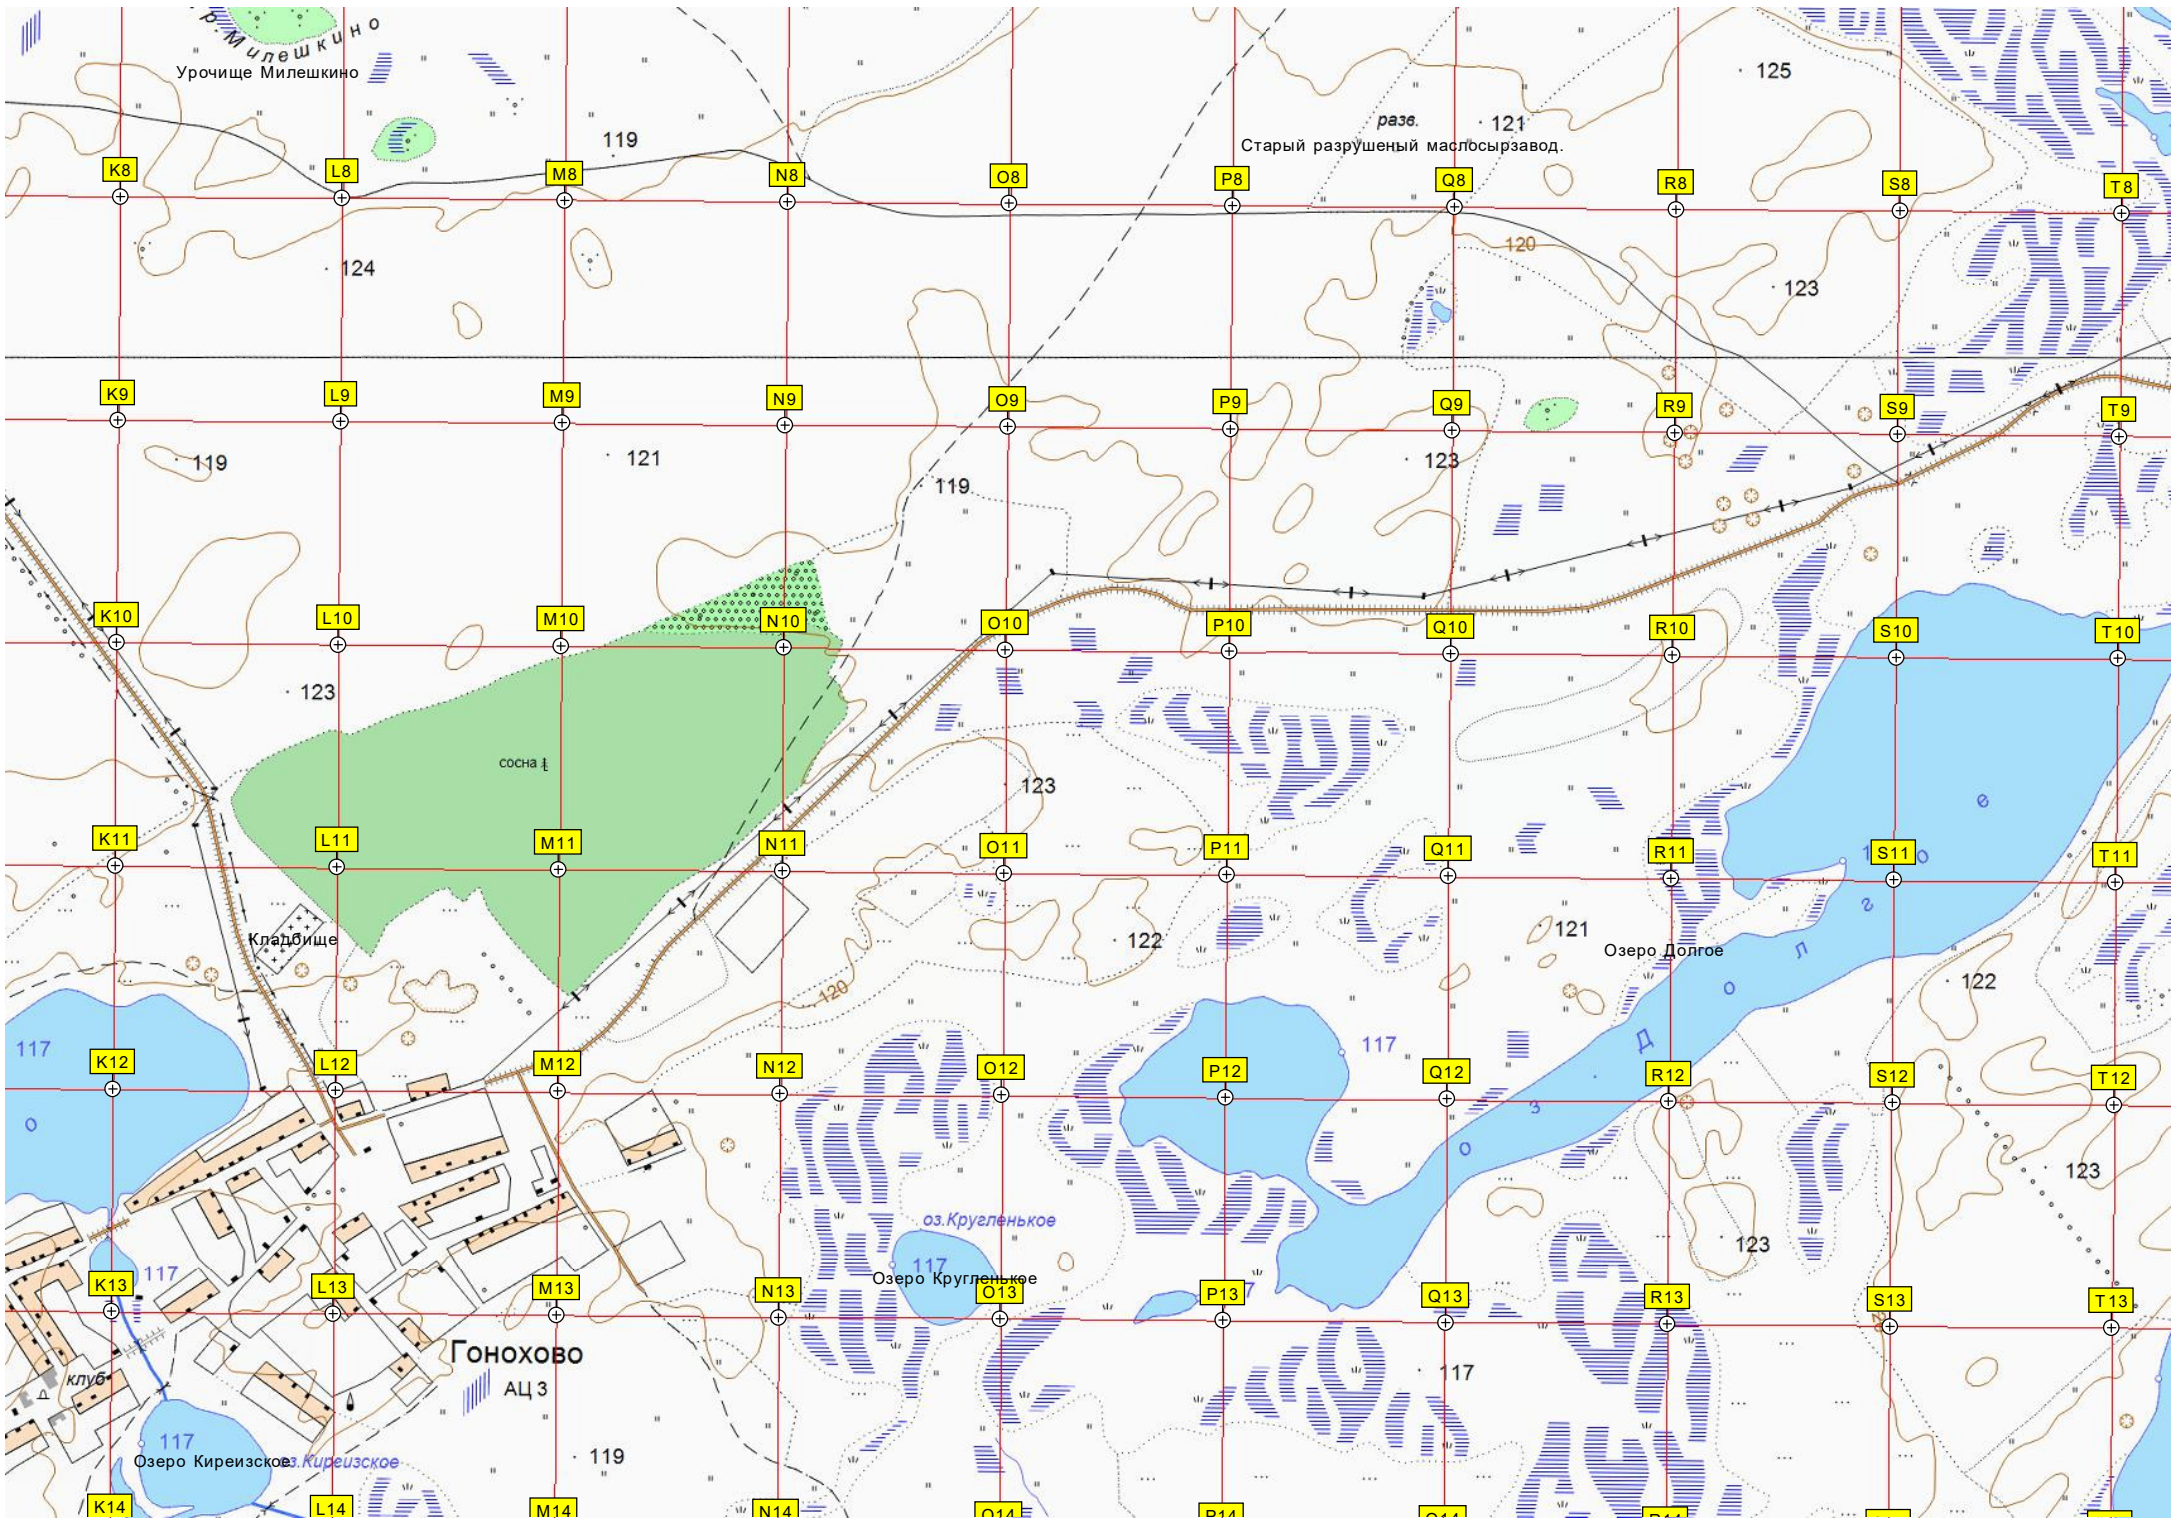 р. Милешкино
Урочище Милешкино
125
разв.
121
119
Старый разрушеный маслосырзавод.
K8
L8
M8
N8
O8
P8
Q8
R8
S8
T8
120
124
123
K9
L9
M9
N9
O9
P9
Q9
R9
S9
T9
119
121
123
119
K10
L10
M10
N10
O10
P10
Q10
R10
S10
T10
123
сосна
123
K11
L11
M11
N11
O11
P11
Q11
R11
S11
T11
Кладбище
122
121
Озеро Долгое
оз Долгое
122
120
117
117
K12
L12
M12
N12
O12
P12
Q12
R12
S12
T12
о
123
оз.Кругленькое
123
117
117
Озеро Кругленькое
K13
L13
M13
N13
O13
P13
7
Q13
R13
S13
T13
Гонохово
АЦ 3
клуб
117
117
119
Озеро Киреизское
оз.Киреизское
K14
L14
M14
N14
O14
P14
Q14
R14